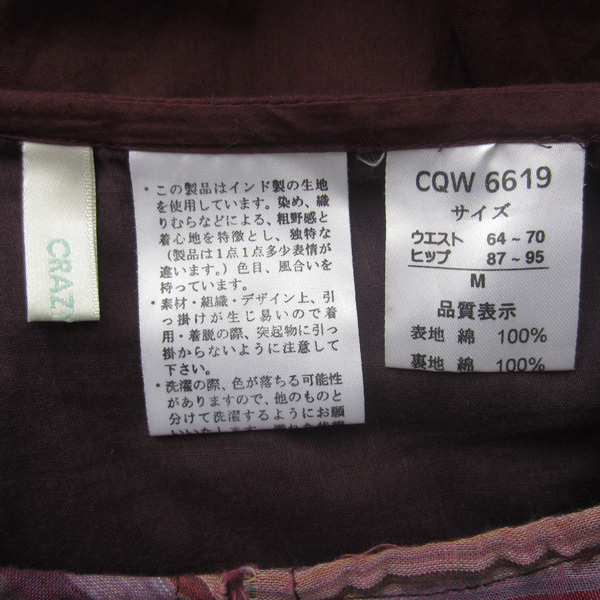 CRAZY
・この製品はインド製の生地
を使用しています。染め、織
りむらなどによる、粗野感と
着心地を特徴とし、独特な
(製品は1点1点多少表情が
違います。) 色目、風合いを
持っています。
・素材・組織・デザイン上、引
っ掛けが生じ易いので着
用・着脱の際、突起物に引っ
掛からないように注意して
下さい。
・洗濯の際、色が落ちる可能性
がありますので、他のものと
分けて洗濯するようにお願
いいたします。
CQW 6619
サイズ
ウエスト 64~70
ヒップ 87~95
M
品質表示
表地 綿 100%
裏地 綿 100%